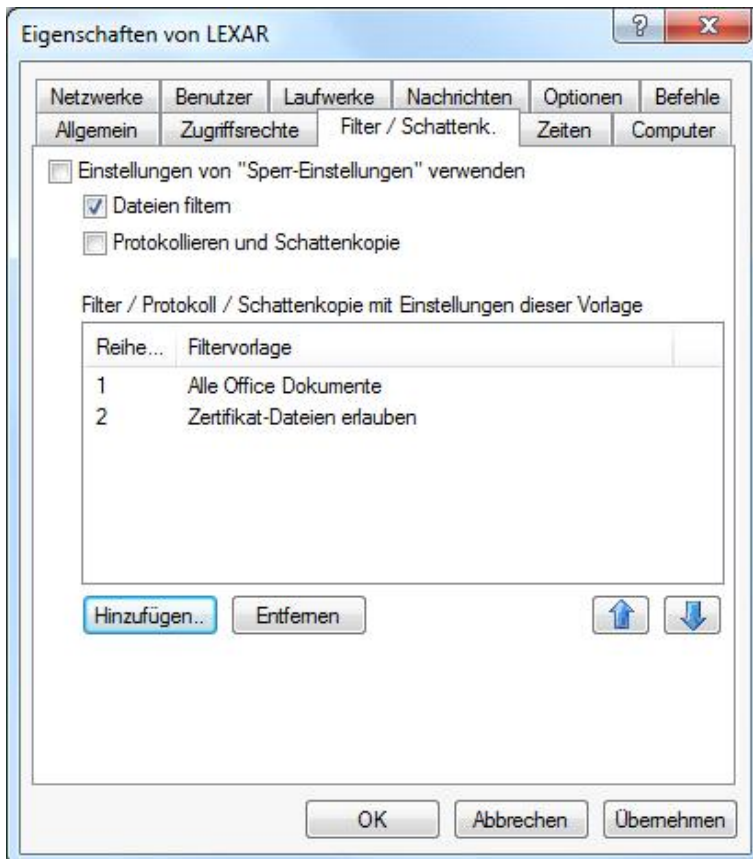 Eigenschaften von LEXAR
?
X
Netzwerke Benutzer Laufwerke Nachrichten Optionen Befehle
Allgemein Zugriffsrechte Filter / Schattenk. Zeiten Computer
Einstellungen von "Sperr-Einstellungen" verwenden
Dateien filtern
Protokollieren und Schattenkopie
Filter / Protokoll / Schattenkopie mit Einstellungen dieser Vorlage
Reihe... Filtervorlage
1 Alle Office Dokumente
2 Zertifikat-Dateien erlauben
Hinzufügen.. Entfernen
OK Abbrechen Übernehmen